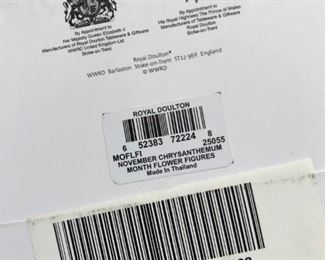 By Appointment to
Her Majesty Queen Elizabeth II
Manufacturers of Royal Doulton Tableware & Giftware
WWRD United Kingdom Ltd
Stoke-on-Trent
By Appointment to
His Royal Highness The Prince of Wales
Manufacturers of Royal Doulton Tableware & Giftware
Stoke-on-Trent
Royal Doulton®
WWRD Barlaston Stoke-on-Trent ST12 9ER England
© WWRD
ROYAL DOULTON
6 52383 72224 8
MOFLFI 25055
NOVEMBER CHRYSANTHEMUM
MONTH FLOWER FIGURES
Made In Thailand